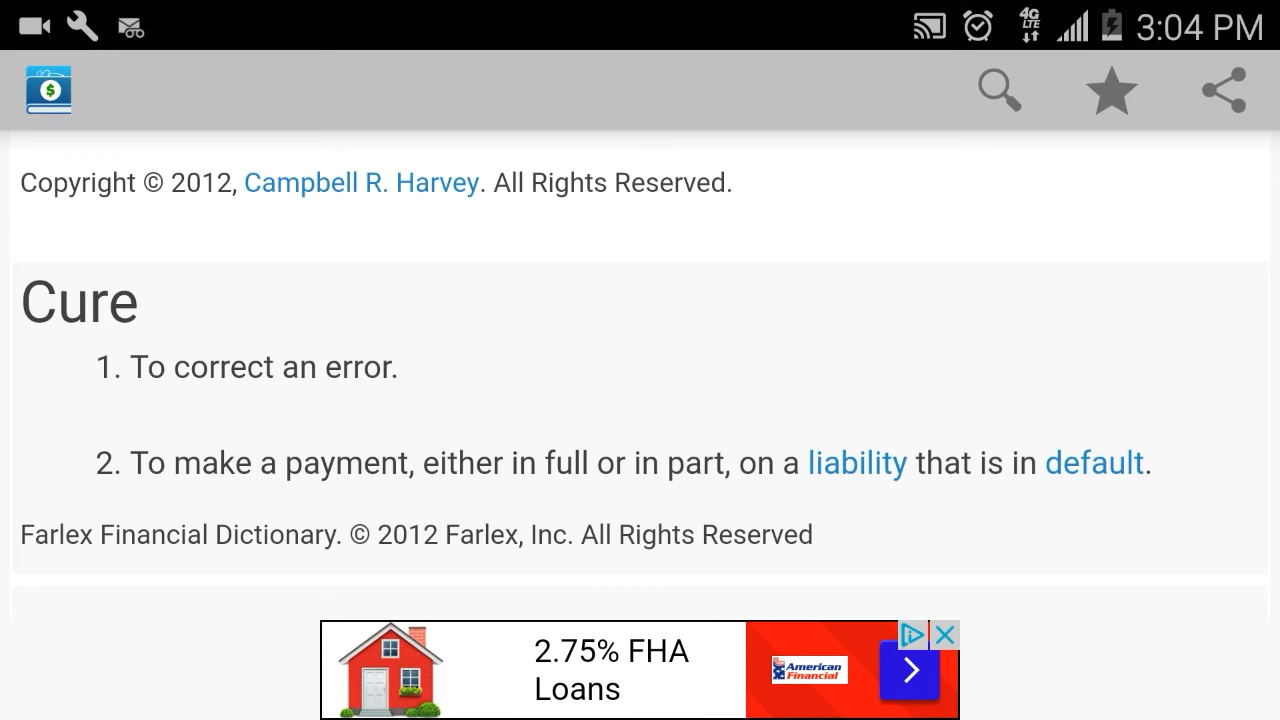 4G
LTE
3:04 PM
$
Copyright © 2012, Campbell R. Harvey. All Rights Reserved.
Cure
1. To correct an error.
2. To make a payment, either in full or in part, on a liability that is in default.
Farlex Financial Dictionary. © 2012 Farlex, Inc. All Rights Reserved
2.75% FHA
Loans
American
Financial